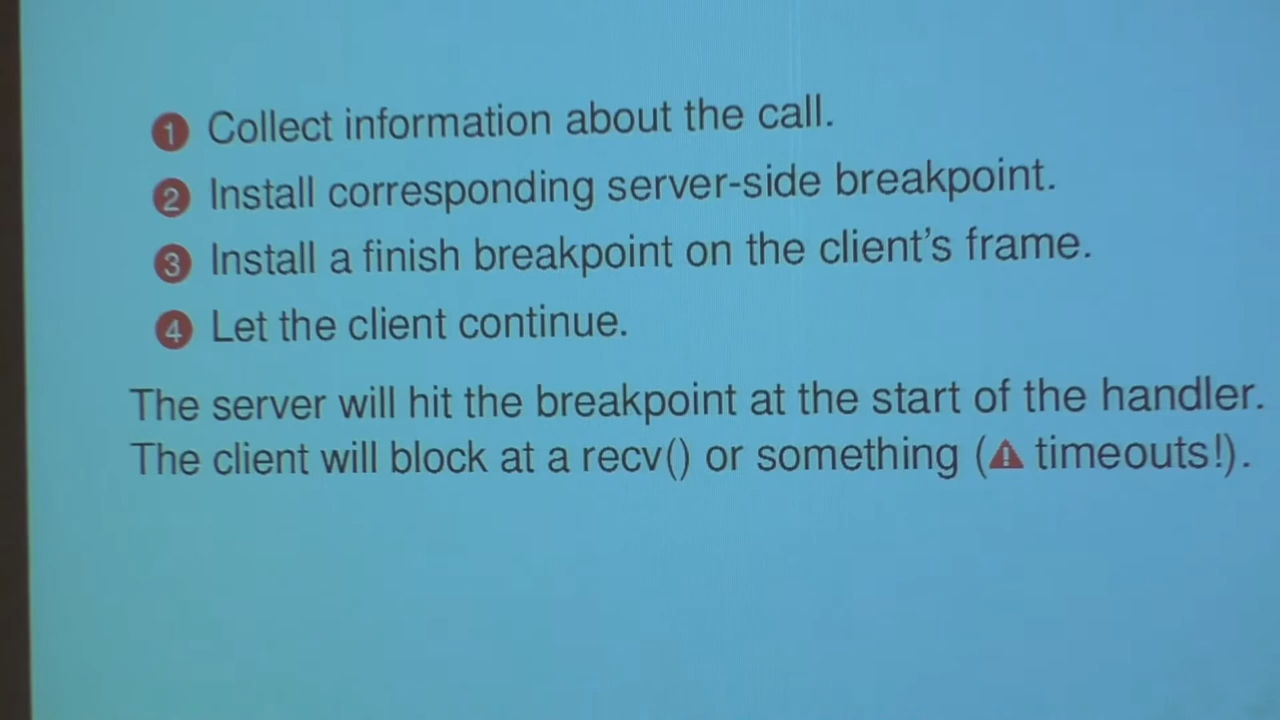 1 Collect information about the call.
2 Install corresponding server-side breakpoint.
3 Install a finish breakpoint on the client's frame.
4 Let the client continue.
The server will hit the breakpoint at the start of the handler.
The client will block at a recv() or something (⚠ timeouts!).